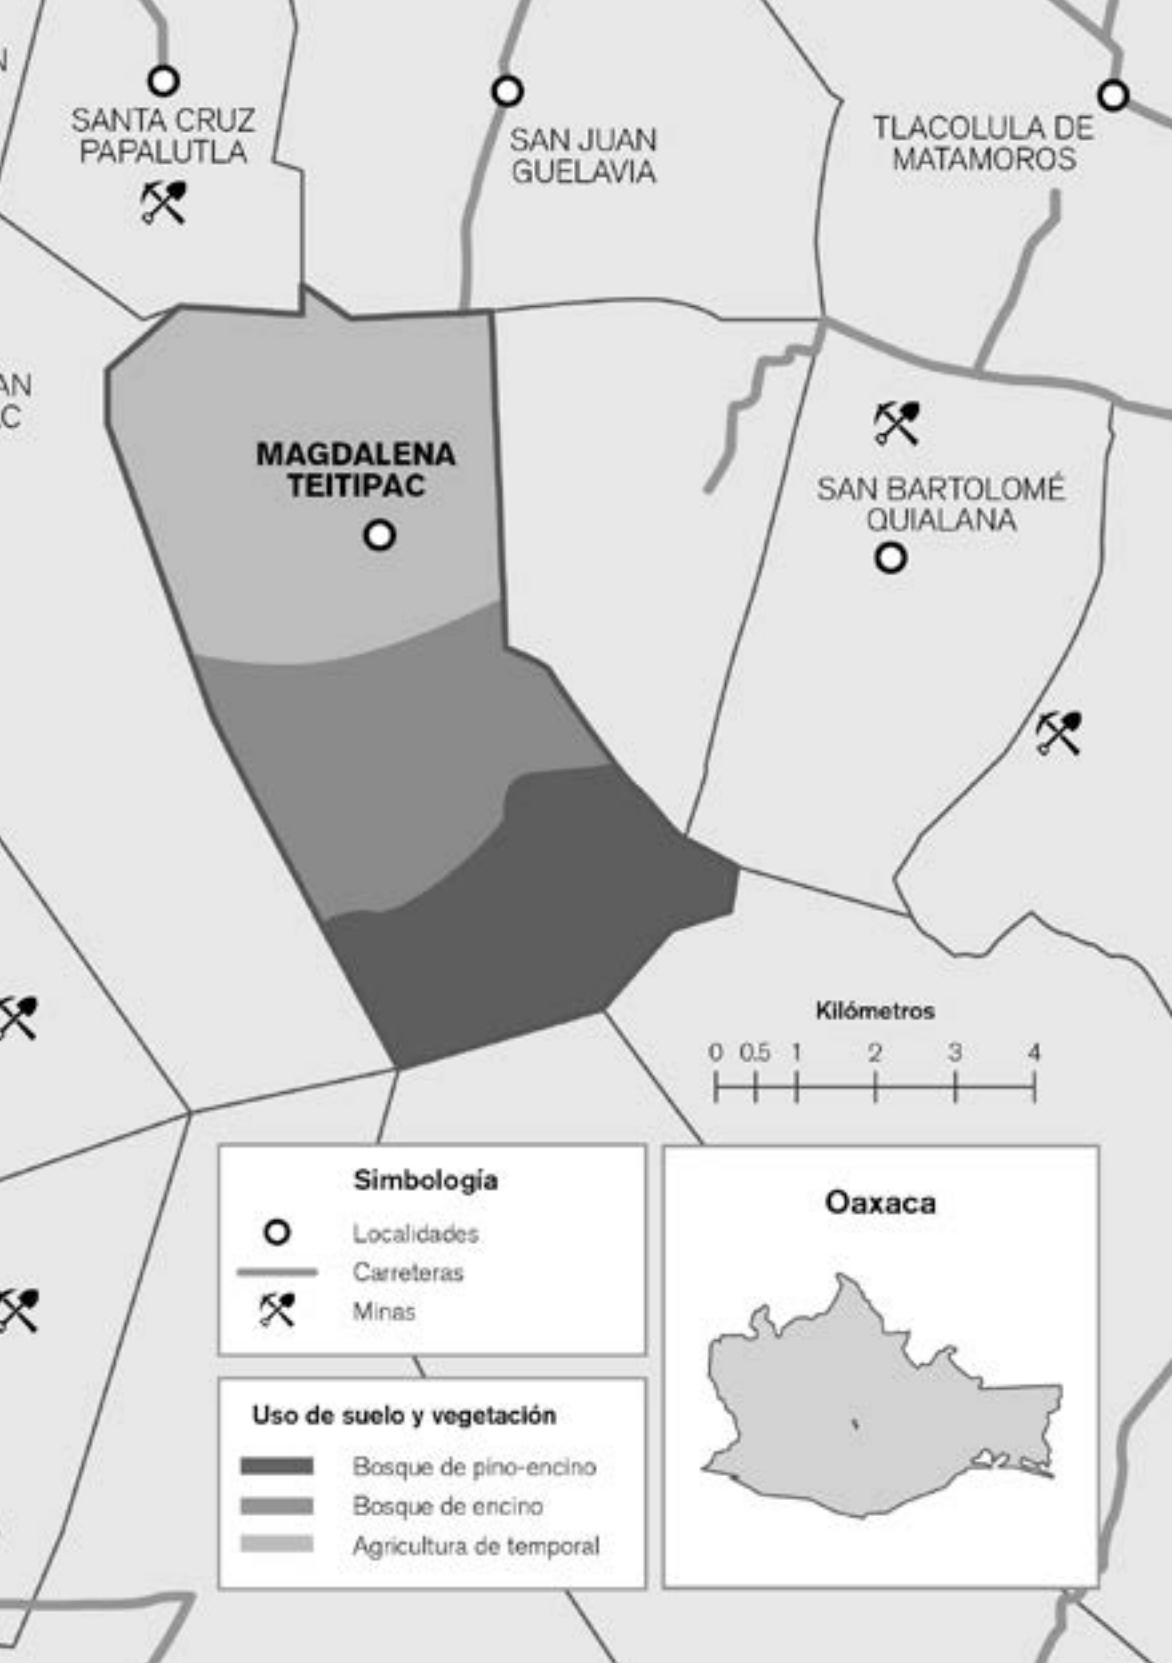 SANTA CRUZ
PAPALUTLA
SAN JUAN
GUELAVIA
TLACOLULA DE
MATAMOROS
MAGDALENA
TEITIPAC
SAN BARTOLOMÉ
QUIALANA
Kilómetros
0 0.5 1 2 3 4
Simbología
Localidades
Carreteras
Minas
Uso de suelo y vegetación
Bosque de pino-encino
Bosque de encino
Agricultura de temporal
Oaxaca